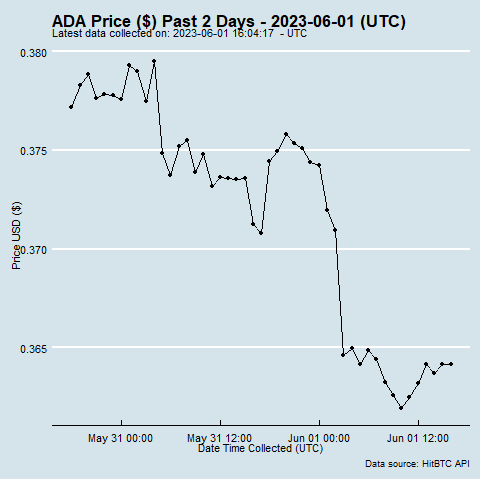 ADA Price ($) Past 2 Days - 2023-06-01 (UTC)
Latest data collected on: 2023-06-01 16:04:17 - UTC
0.380
0.375
0.370
0.365
Price USD ($)
May 31 00:00
May 31 12:00
Jun 01 00:00
Jun 01 12:00
Date Time Collected (UTC)
Data source: HitBTC API